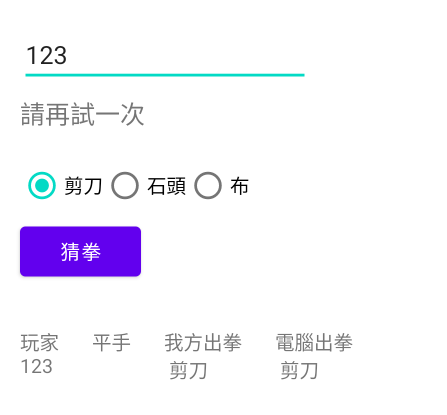 123
請再試一次
剪刀 石頭 布
猜拳
玩家 平手 我方出拳 電腦出拳
123 剪刀 剪刀